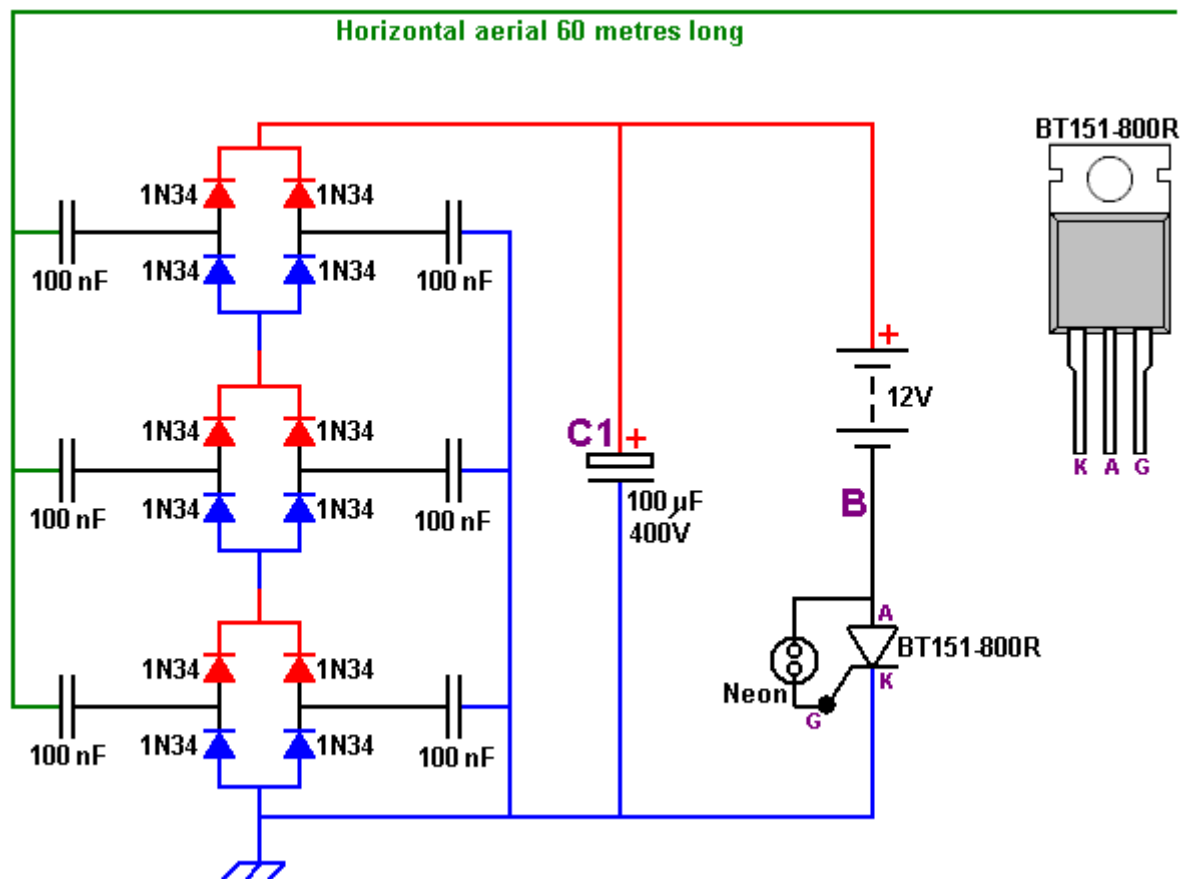 Horizontal aerial 60 metres long
BT151-800R
1N34 1N34
1N34 1N34
100 nF 100 nF
K A G
+
12V
1N34 1N34
C1 +
1N34 1N34
100 nF 100 nF
100 µF
400V
B
A
BT151-800R
K
Neon
G
1N34 1N34
1N34 1N34
100 nF 100 nF